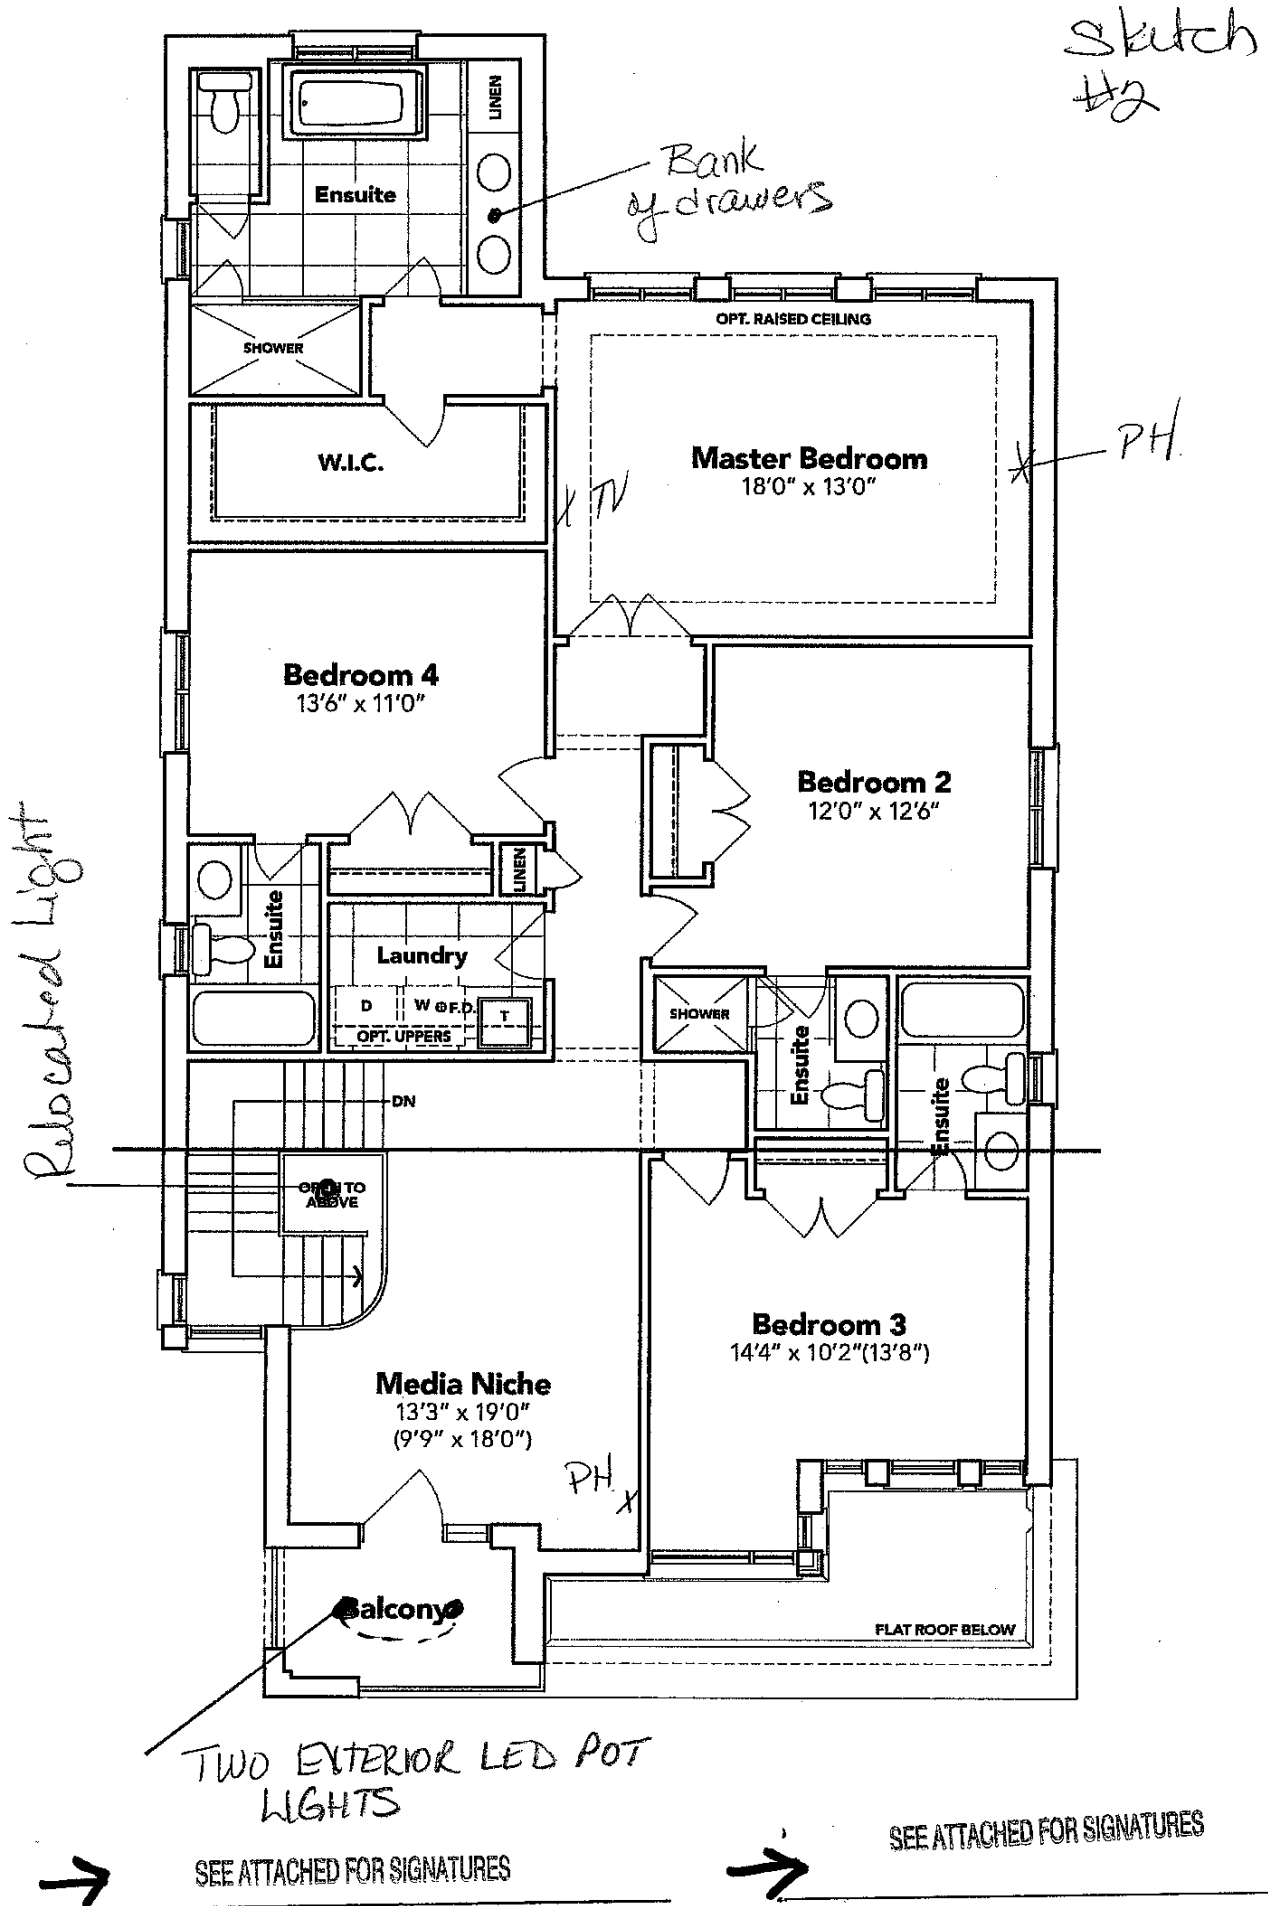 Sketch
#2
LINEN
Bank
of drawers
Ensuite
OPT. RAISED CEILING
SHOWER
PH.
Master Bedroom
18'0" x 13'0"
W.I.C.
X TV
X
Bedroom 4
13'6" x 11'0"
Bedroom 2
12'0" x 12'6"
Relocated Light
LINEN
Ensuite
Laundry
D
W
F.D.
T
OPT. UPPERS
SHOWER
Ensuite
Ensuite
DN
OPEN TO
ABOVE
Bedroom 3
14'4" x 10'2"(13'8")
Media Niche
13'3" x 19'0"
(9'9" x 18'0")
PH.
X
Balcony
FLAT ROOF BELOW
TWO EXTERIOR LED POT
LIGHTS
SEE ATTACHED FOR SIGNATURES
SEE ATTACHED FOR SIGNATURES